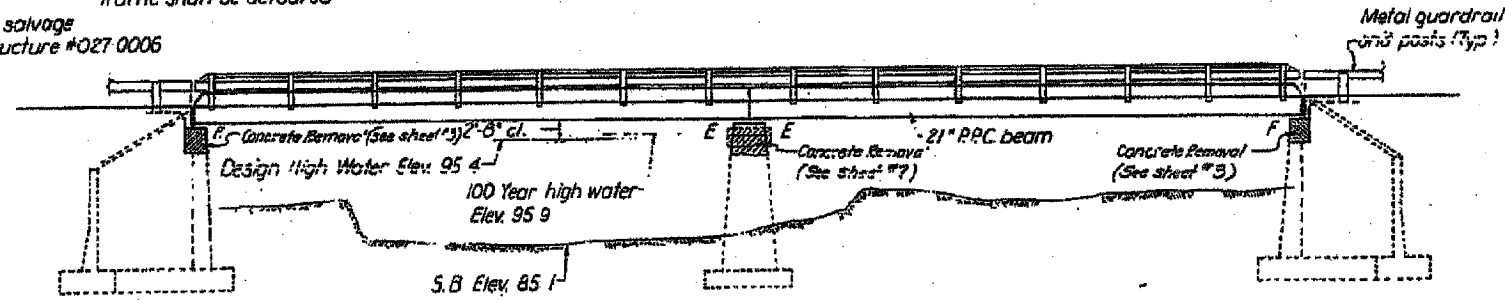 salvage
ucture #027 0006
Metal guardrail
and posts (Typ.)
F
Concrete Removal (See sheet #3)
2'-8" cl.
E E
21" P.P.C. beam
F
Design High Water Elev. 95 4
Concrete Removal
(See sheet #7)
Concrete Removal
(See sheet #3)
100 Year high water
Elev. 95 9
S.B Elev. 85 1